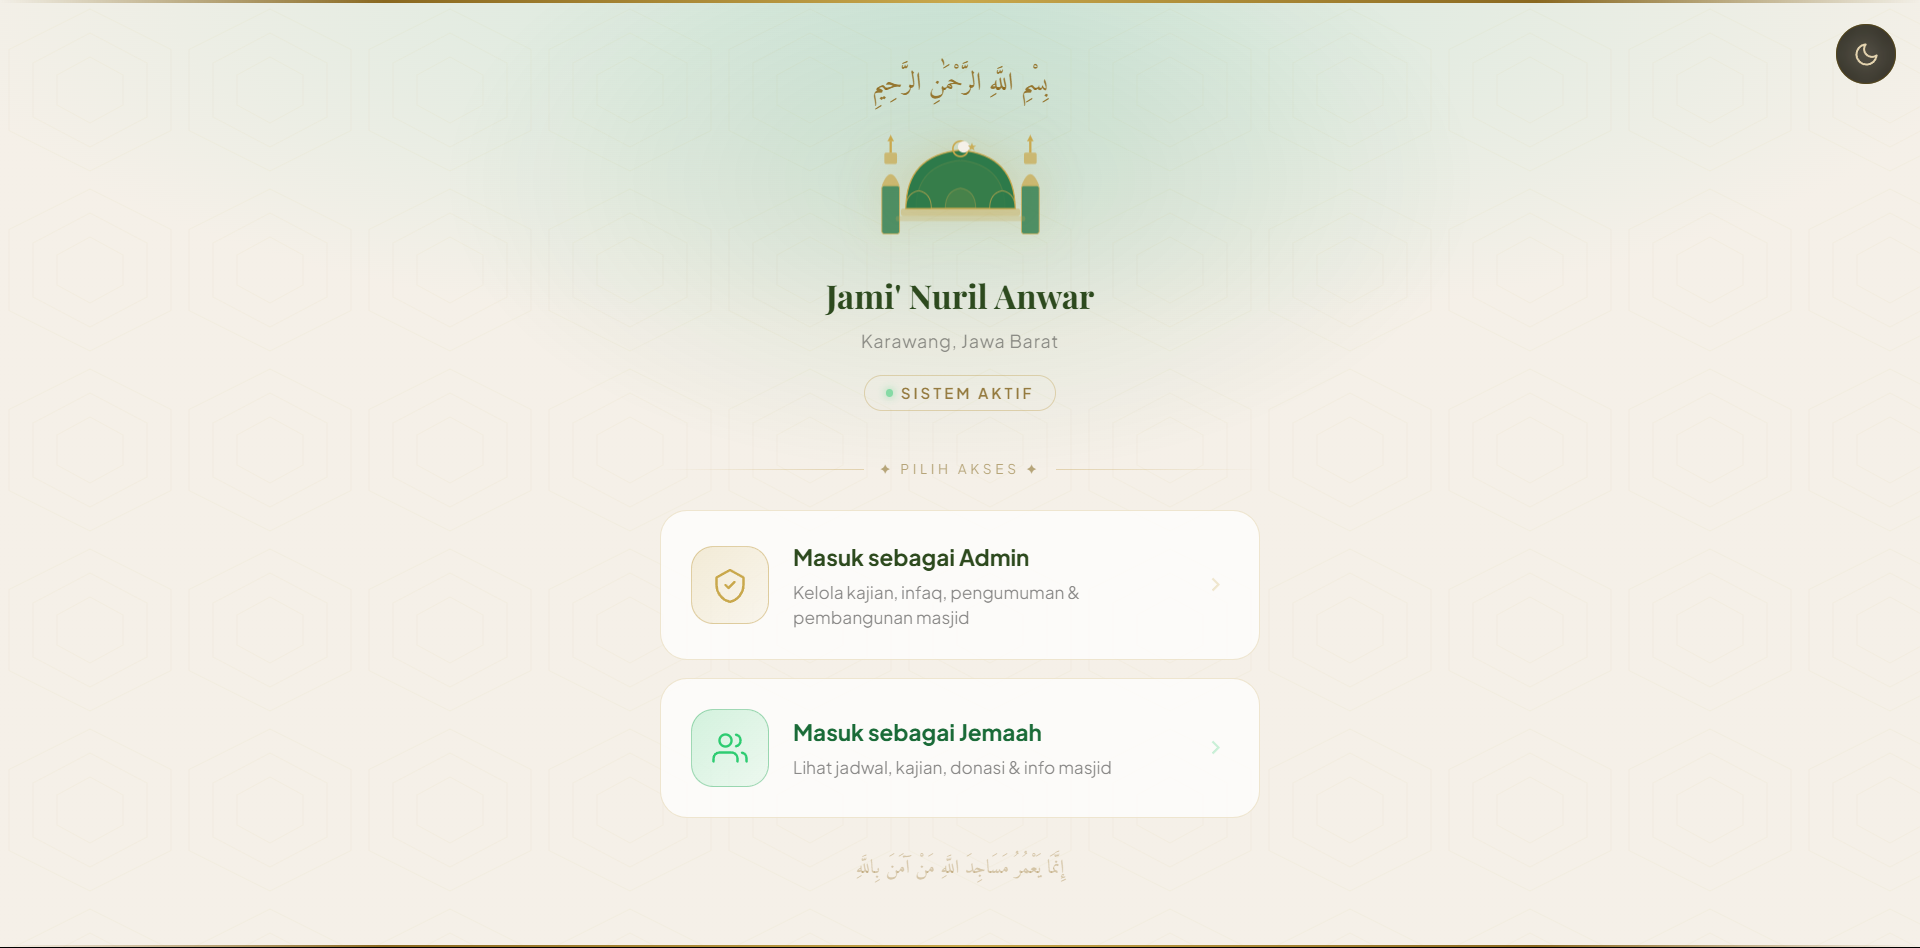 بِسْمِ اللَّهِ الرَّحْمَٰنِ الرَّحِيمِ
Jami' Nuril Anwar
Karawang, Jawa Barat
SISTEM AKTIF
✦ PILIH AKSES ✦
Masuk sebagai Admin
Kelola kajian, infaq, pengumuman &
pembangunan masjid
Masuk sebagai Jemaah
Lihat jadwal, kajian, donasi & info masjid
إِنَّمَا يَعْمُرُ مَسَاجِدَ اللَّهِ مَنْ آمَنَ بِاللَّهِ